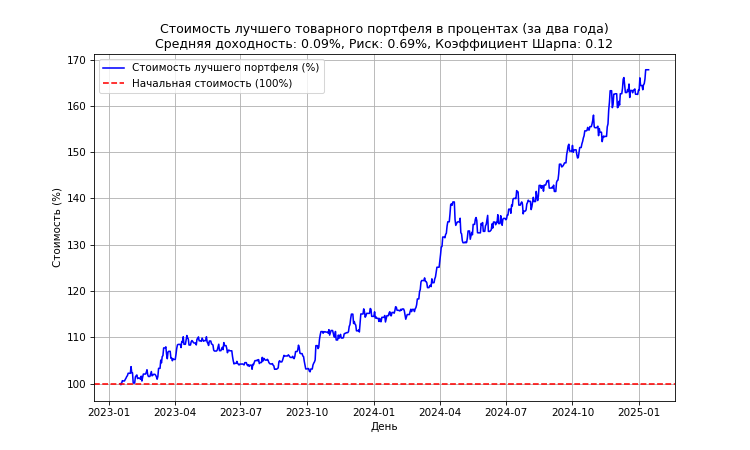 Стоимость лучшего товарного портфеля в процентах (за два года)
Средняя доходность: 0.09%, Риск: 0.69%, Коэффициент Шарпа: 0.12
Стоимость лучшего портфеля (%)
Начальная стоимость (100%)
Стоимость (%)
170
160
150
140
130
120
110
100
2023-01 2023-04 2023-07 2023-10 2024-01 2024-04 2024-07 2024-10 2025-01
День